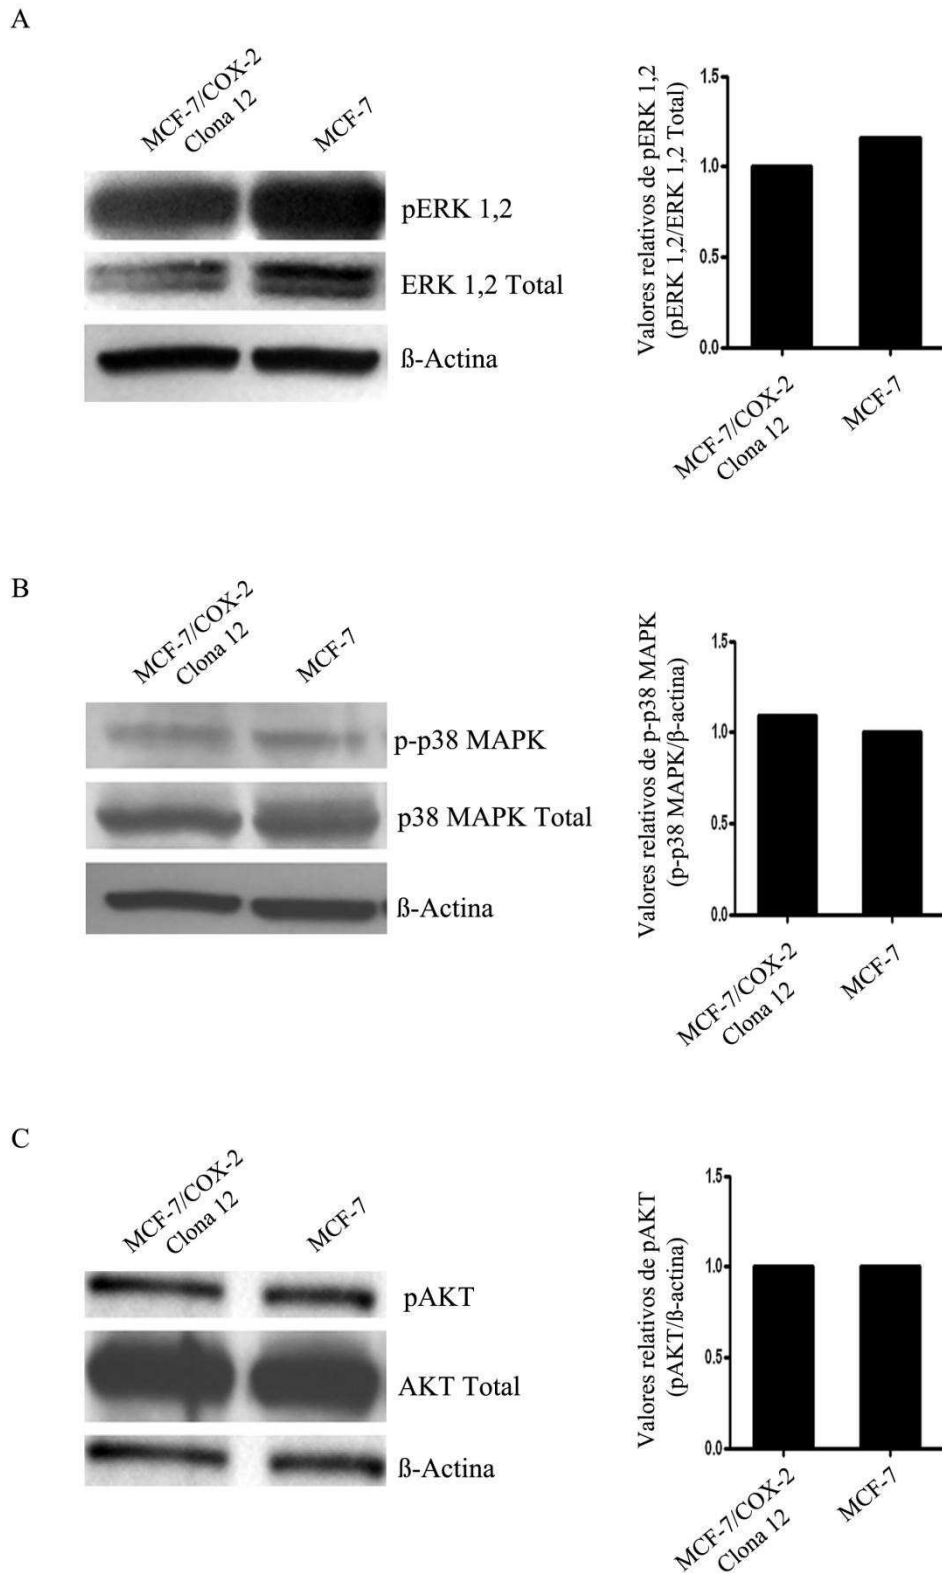 A
MCF-7/COX-2
Clona 12
MCF-7
pERK 1,2
ERK 1,2 Total
ß-Actina
Valores relativos de pERK 1,2
(pERK 1,2/ERK 1,2 Total)
1.5
1.0
0.5
0.0
MCF-7/COX-2
Clona 12
MCF-7
B
MCF-7/COX-2
Clona 12
MCF-7
p-p38 MAPK
p38 MAPK Total
ß-Actina
Valores relativos de p-p38 MAPK
(p-p38 MAPK/β-actina)
1.5
1.0
0.5
0.0
MCF-7/COX-2
Clona 12
MCF-7
C
MCF-7/COX-2
Clona 12
MCF-7
pAKT
AKT Total
ß-Actina
Valores relativos de pAKT
(pAKT/ß-actina)
1.5
1.0
0.5
0.0
MCF-7/COX-2
Clona 12
MCF-7